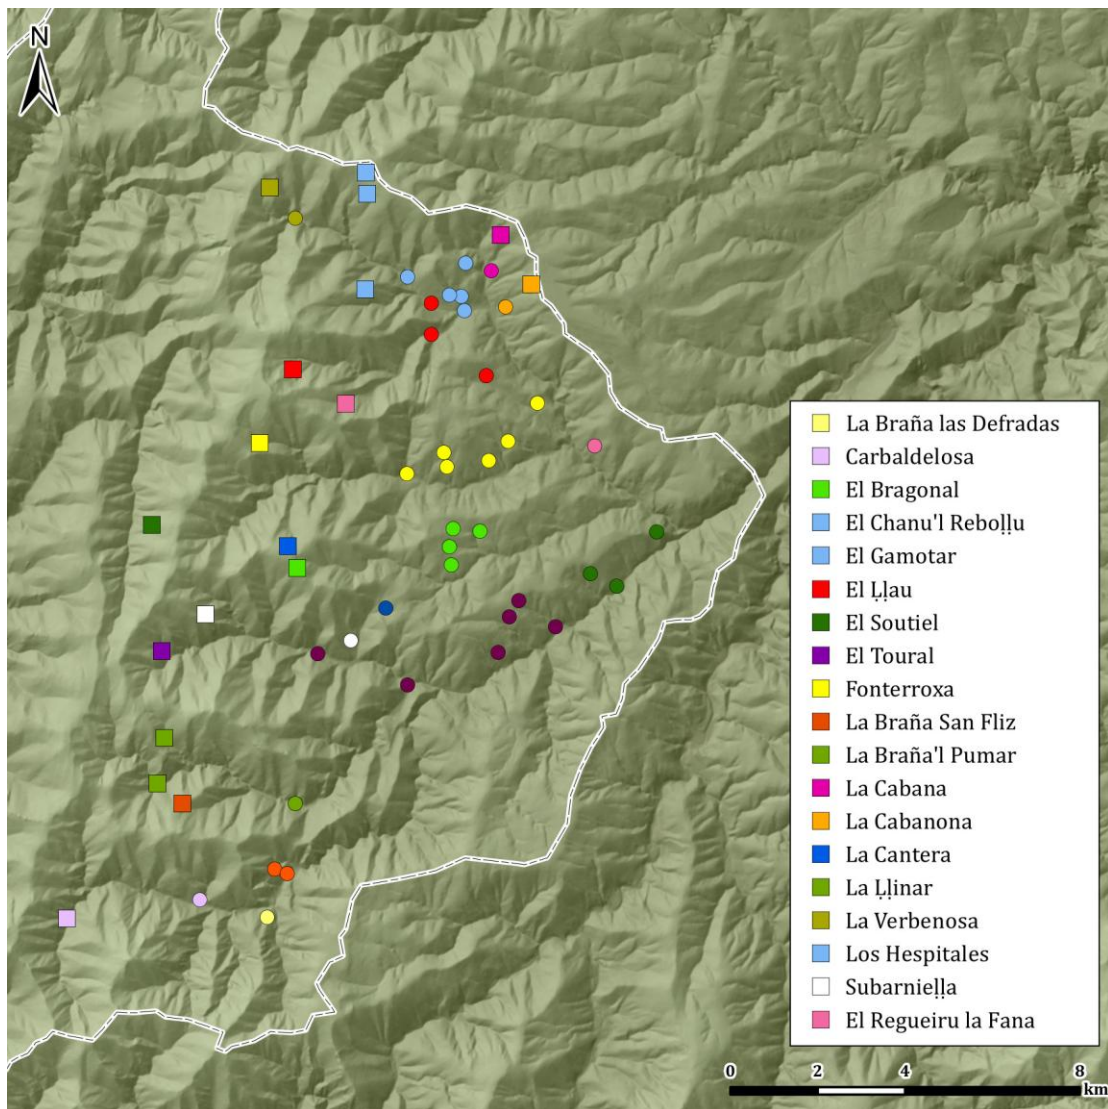 N
La Braña las Defradas
Carbaldelosa
El Bragonal
El Chanu'l Reboḷḷu
El Gamotar
El Ḷḷau
El Soutiel
El Toural
Fonterroxa
La Braña San Fliz
La Braña'l Pumar
La Cabana
La Cabanona
La Cantera
La Ḷḷinar
La Verbenosa
Los Hespitales
Subarnieḷḷa
El Regueiru la Fana
0 2 4 8
km